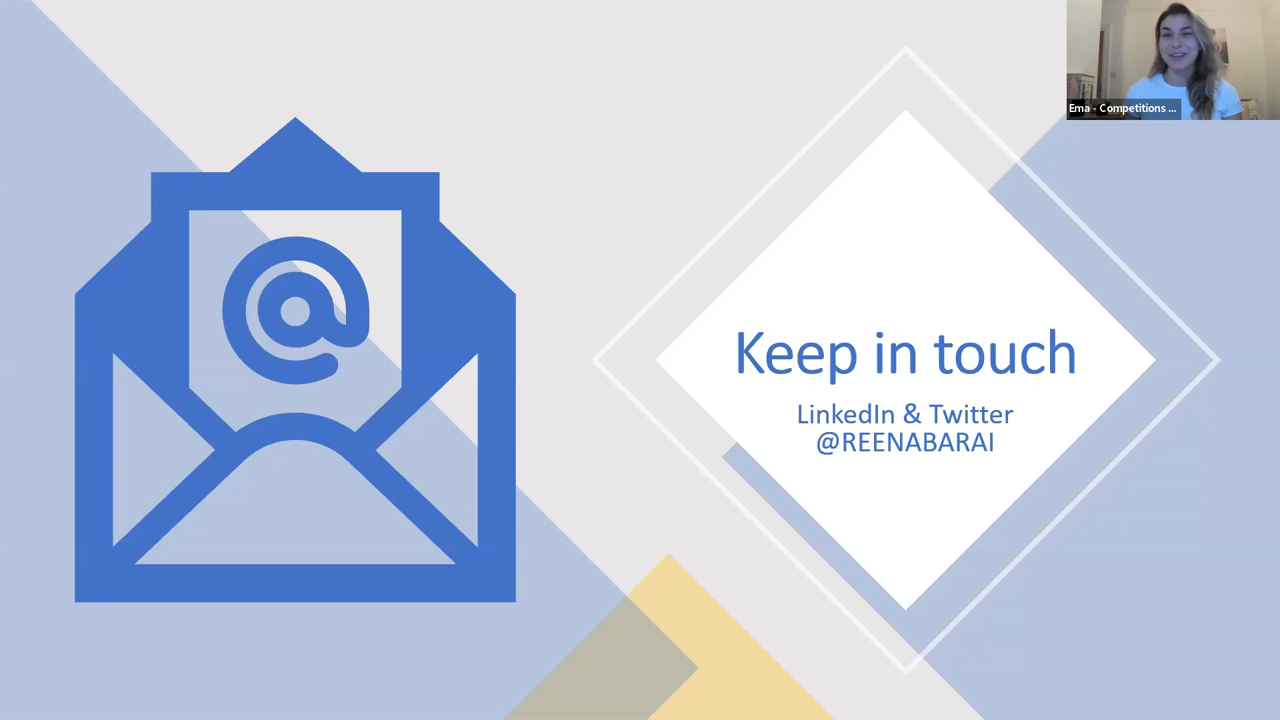 Ema - Competitions ...
@
Keep in touch
LinkedIn & Twitter
@REENABARAI